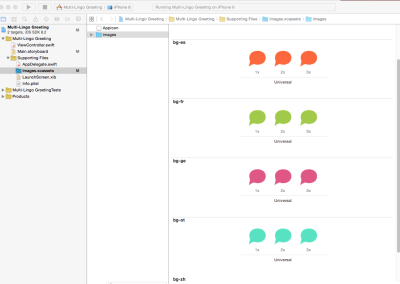 Multi-Lingo Greeting
iPhone 6
Running Multi-Lingo Greeting on iPhone 6
Multi-Lingo Greeting
Multi-Lingo Greeting
Supporting Files
Images.xcassets
Images
Multi-Lingo Greeting
2 targets, iOS SDK 8.2
M
Multi-Lingo Greeting
ViewController.swift
Main.storyboard
M
Supporting Files
AppDelegate.swift
Images.xcassets
M
LaunchScreen.xib
Info.plist
Multi-Lingo GreetingTests
Products
AppIcon
Images
bg-es
1x 2x 3x
Universal
bg-fr
1x 2x 3x
Universal
bg-ge
1x 2x 3x
Universal
bg-ot
1x 2x 3x
Universal
bg-zh